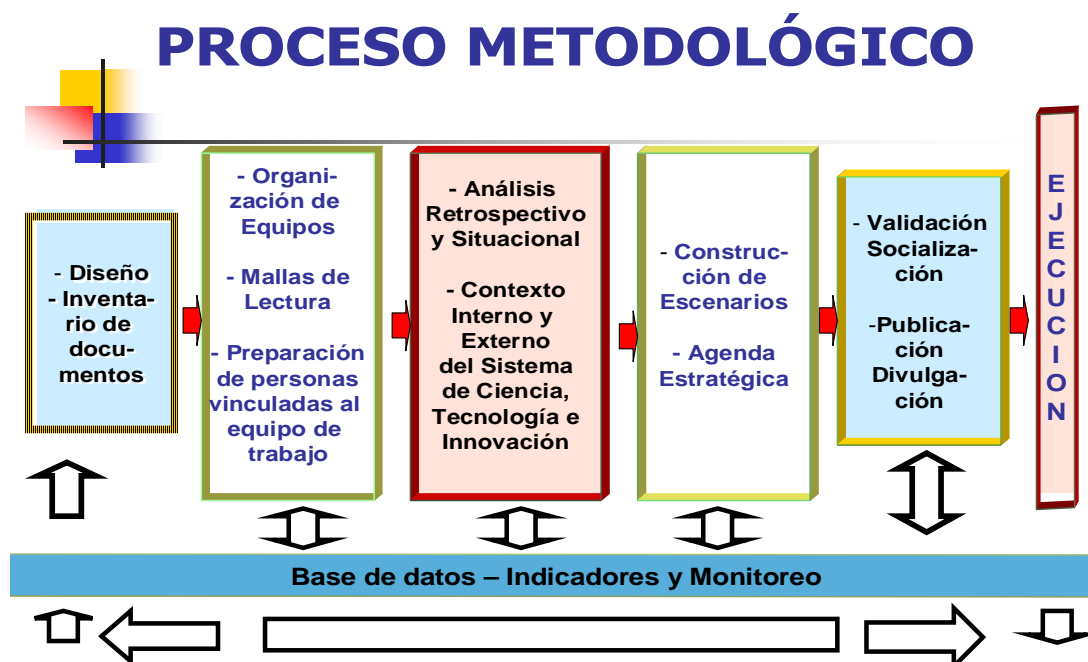 PROCESO METODOLÓGICO
- Diseño
- Inventa-
rio de
docu-
mentos
- Organi-
zación de
Equipos
- Mallas de
Lectura
- Preparación
de personas
vinculadas al
equipo de
trabajo
- Análisis
Retrospectivo
y Situacional
- Contexto
Interno y
Externo
del Sistema
de Ciencia,
Tecnología e
Innovación
- Construc-
ción de
Escenarios
- Agenda
Estratégica
- Validación
Socializa-
ción
-Publica-
ción
Divulga-
ción
EJECUCION
Base de datos – Indicadores y Monitoreo